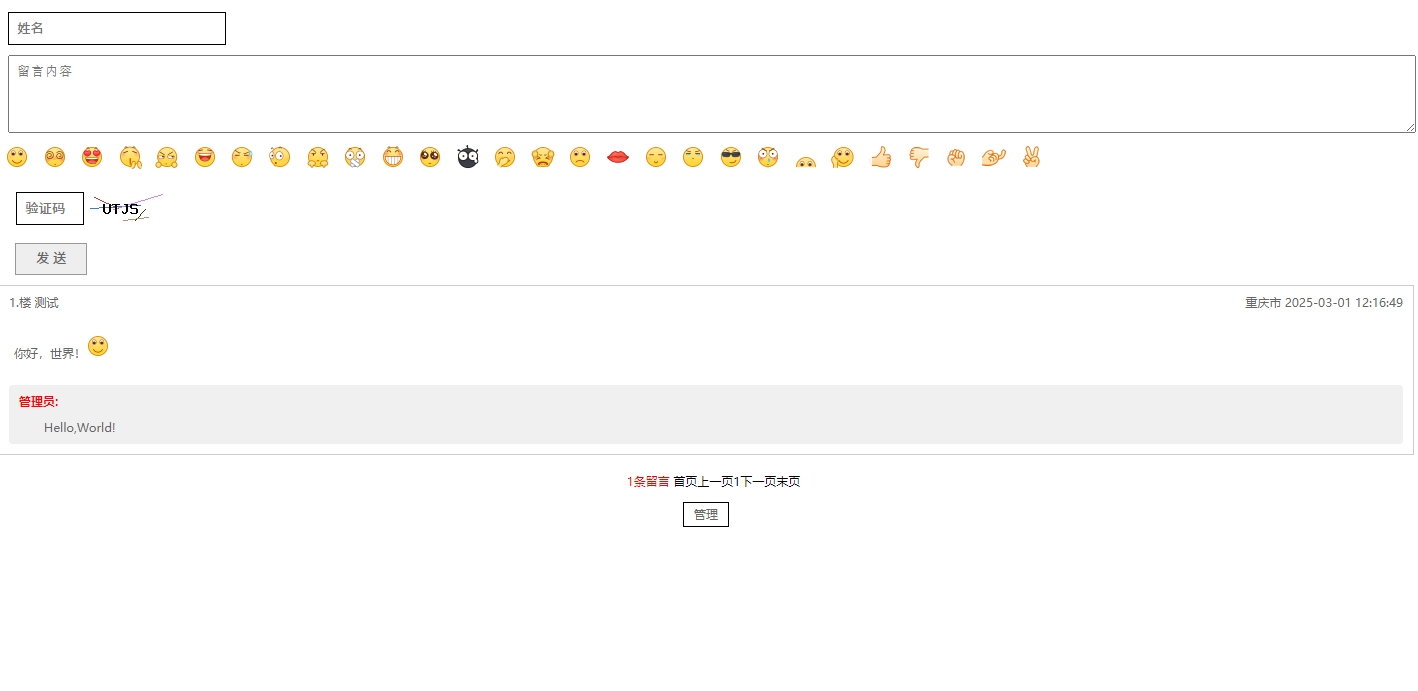 姓名
留言内容
验证码 UTJS
发 送
1.楼 测试 重庆市 2025-03-01 12:16:49
你好，世界！
管理员:
Hello,World!
1条留言 首页上一页1下一页末页
管理